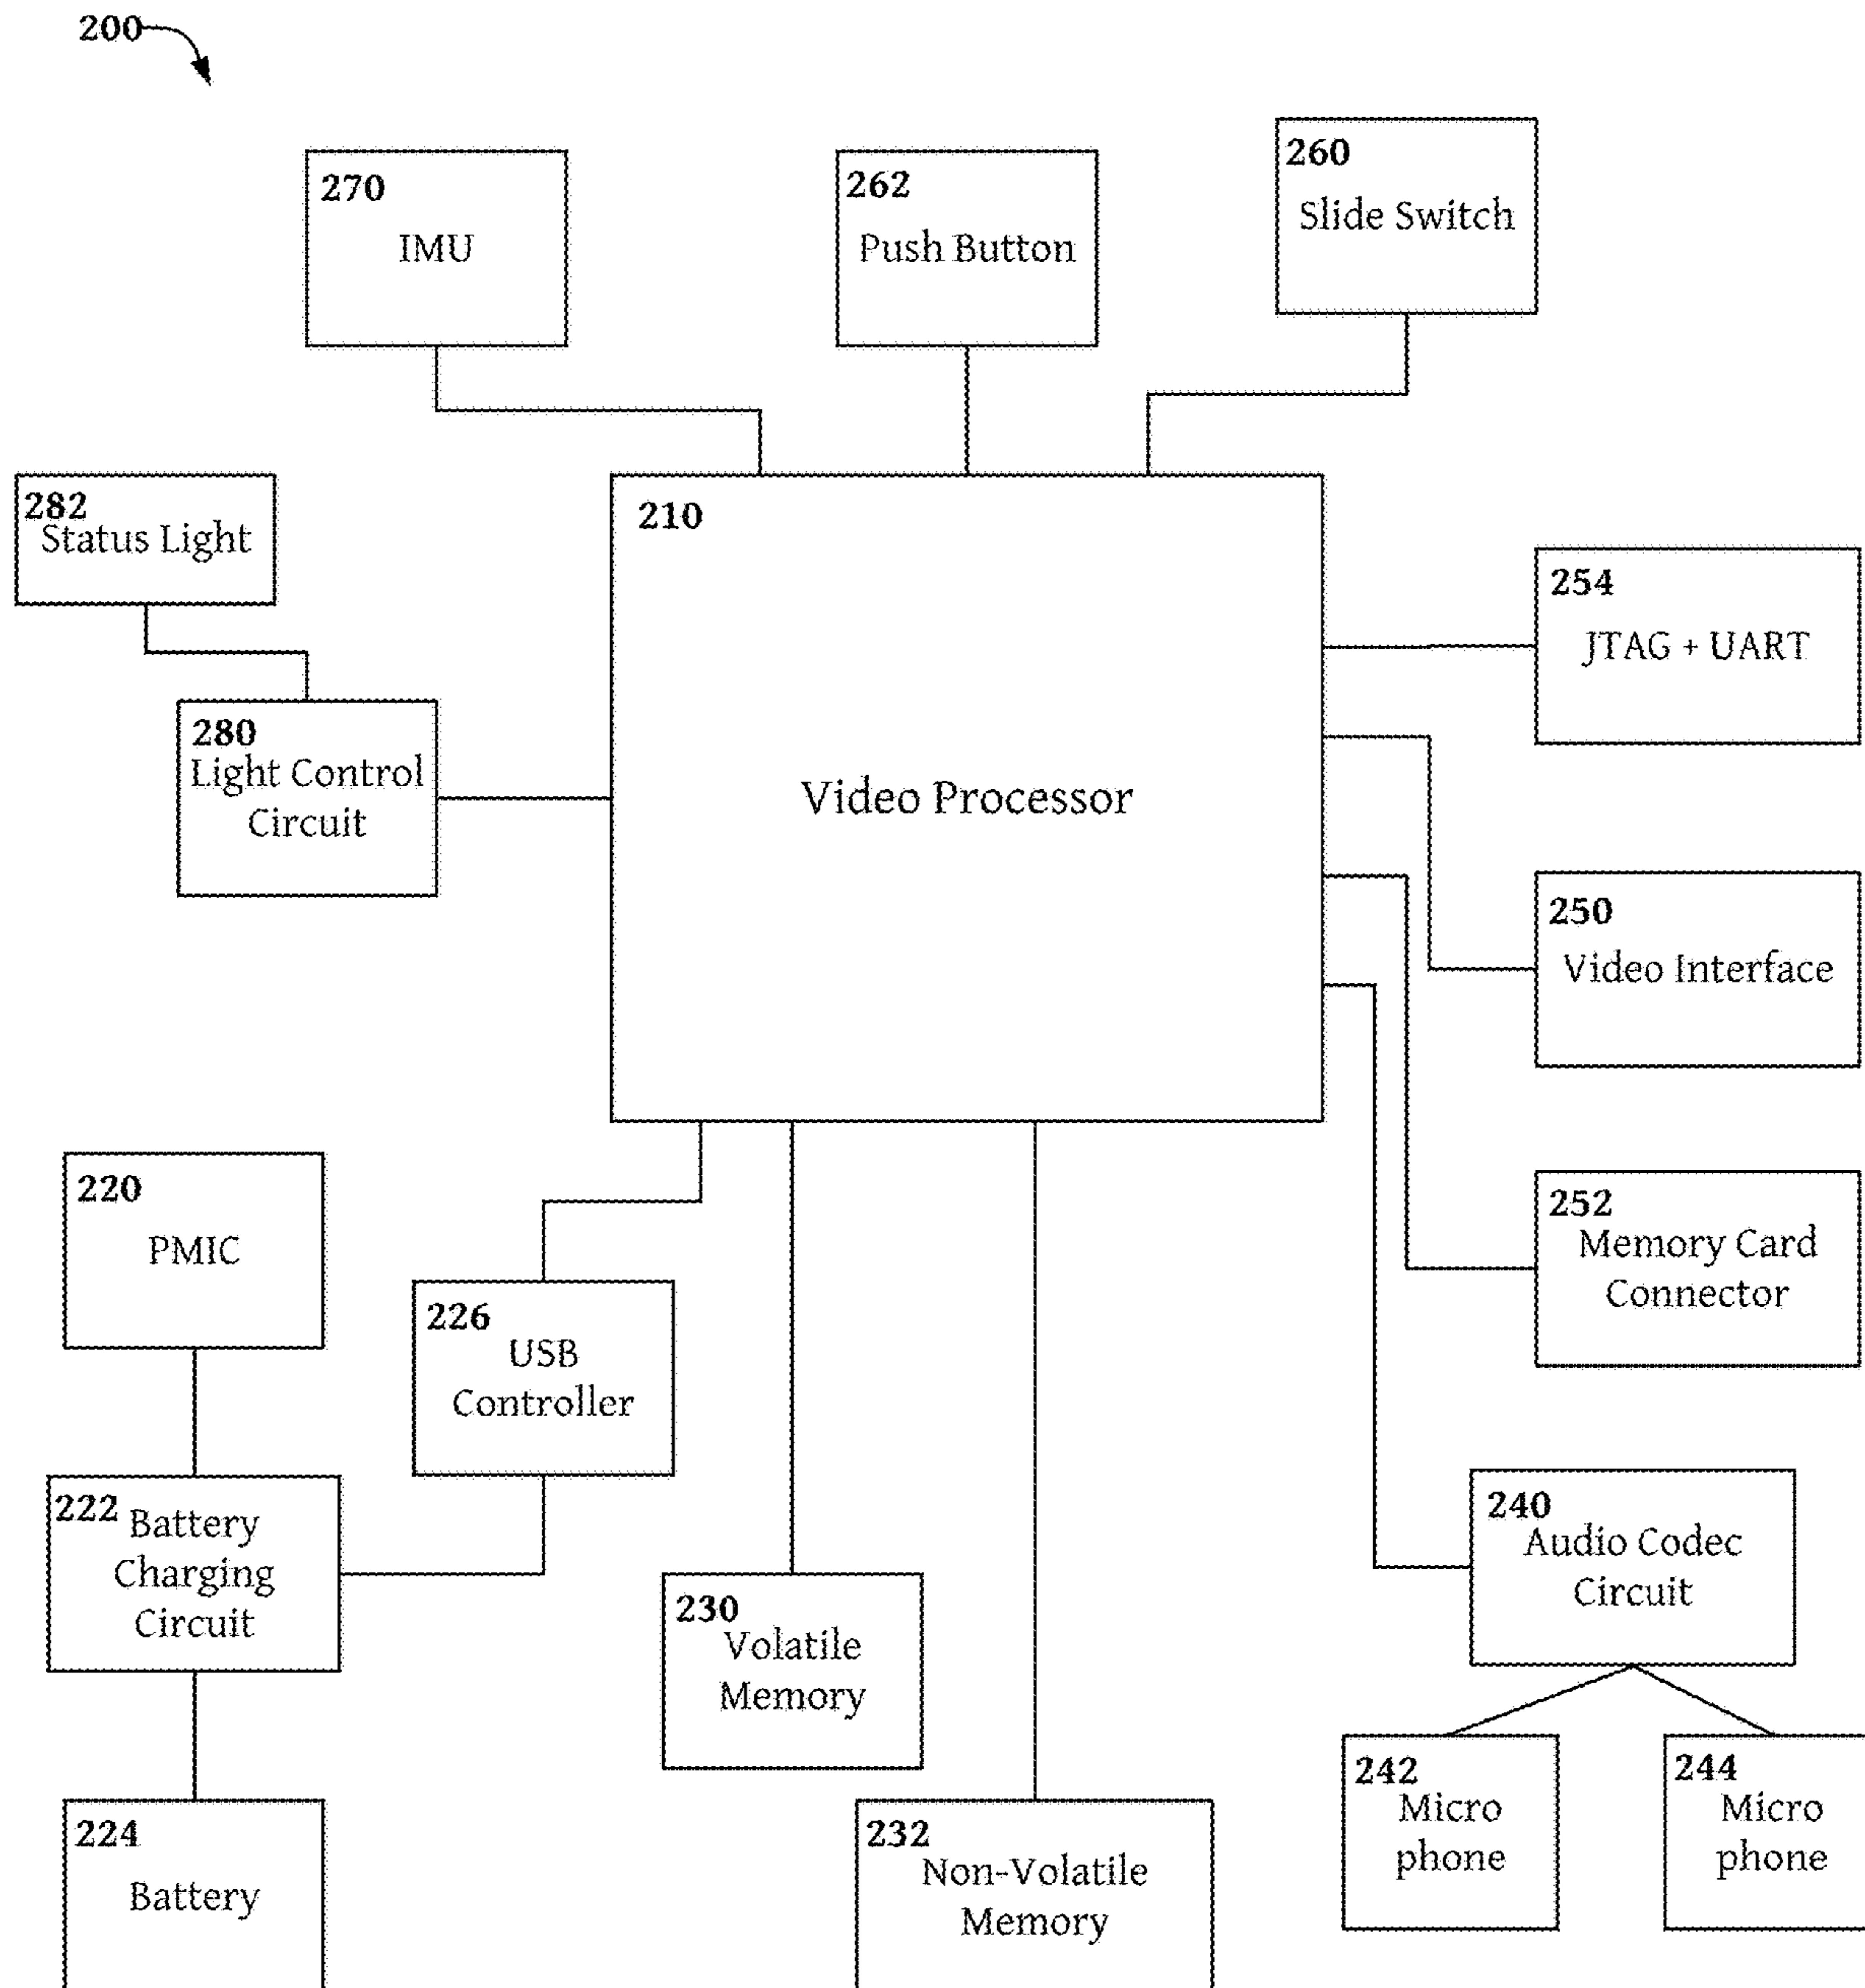 200
270
IMU
262
Push Button
260
Slide Switch
282
Status Light
280
Light Control
Circuit
210
Video Processor
254
JTAG + UART
250
Video Interface
252
Memory Card
Connector
220
PMIC
226
USB
Controller
222
Battery
Charging
Circuit
224
Battery
230
Volatile
Memory
232
Non-Volatile
Memory
240
Audio Codec
Circuit
242
Micro
phone
244
Micro
phone